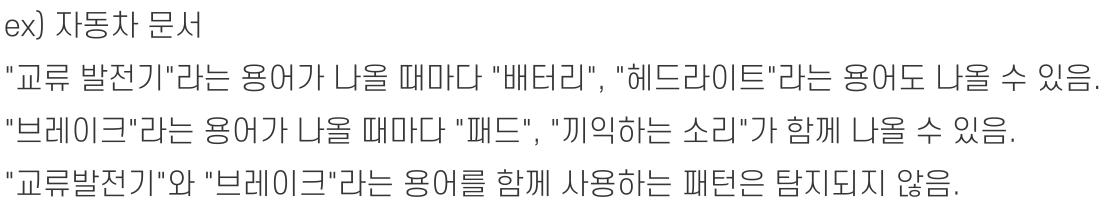 ex) 자동차 문서
"교류 발전기"라는 용어가 나올 때마다 "배터리", "헤드라이트"라는 용어도 나올 수 있음.
"브레이크"라는 용어가 나올 때마다 "패드", "끼익하는 소리"가 함께 나올 수 있음.
"교류발전기"와 "브레이크"라는 용어를 함께 사용하는 패턴은 탐지되지 않음.